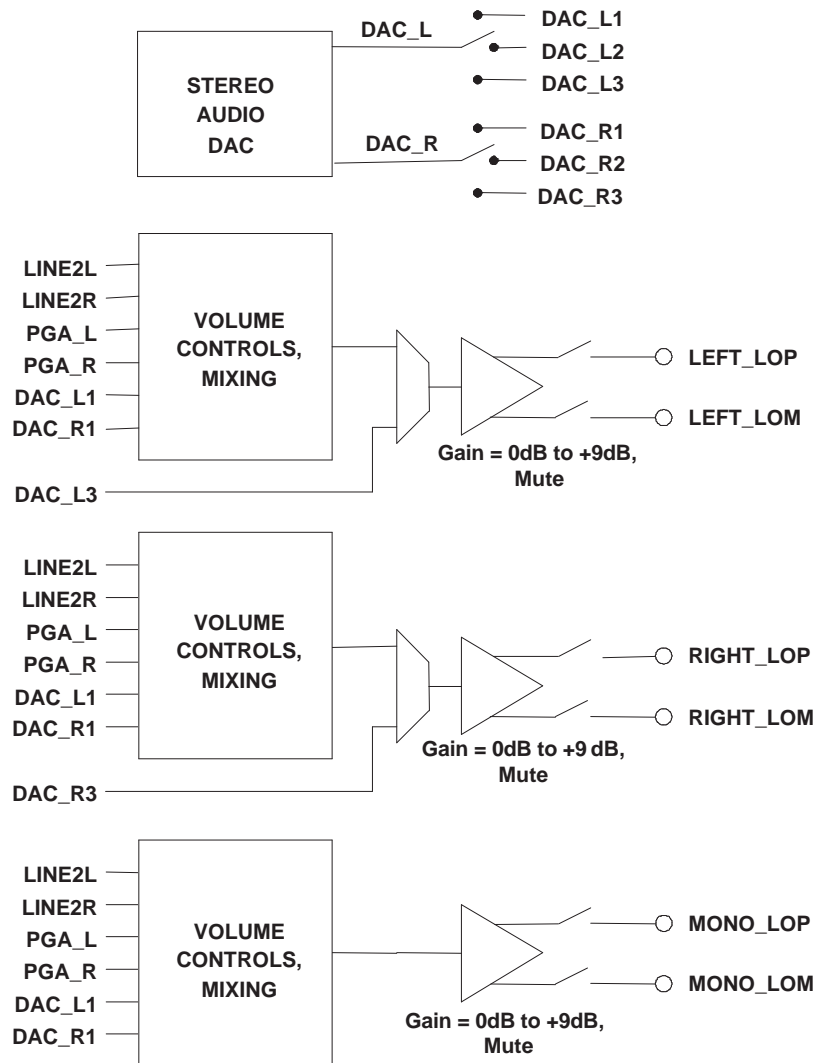 DAC_L
DAC_L1
DAC_L2
DAC_L3
STEREO
AUDIO
DAC
DAC_R
DAC_R1
DAC_R2
DAC_R3
LINE2L
LINE2R
PGA_L
PGA_R
DAC_L1
DAC_R1
VOLUME
CONTROLS,
MIXING
LEFT_LOP
LEFT_LOM
Gain = 0dB to +9dB,
Mute
DAC_L3
LINE2L
LINE2R
PGA_L
PGA_R
DAC_L1
DAC_R1
VOLUME
CONTROLS,
MIXING
RIGHT_LOP
RIGHT_LOM
Gain = 0dB to +9 dB,
Mute
DAC_R3
LINE2L
LINE2R
PGA_L
PGA_R
DAC_L1
DAC_R1
VOLUME
CONTROLS,
MIXING
MONO_LOP
MONO_LOM
Gain = 0dB to +9dB,
Mute